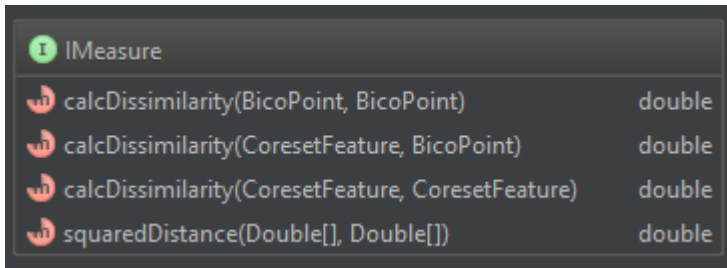 I IMeasure
m calcDissimilarity(BicoPoint, BicoPoint) double
m calcDissimilarity(CoresetFeature, BicoPoint) double
m calcDissimilarity(CoresetFeature, CoresetFeature) double
m squaredDistance(Double[], Double[]) double